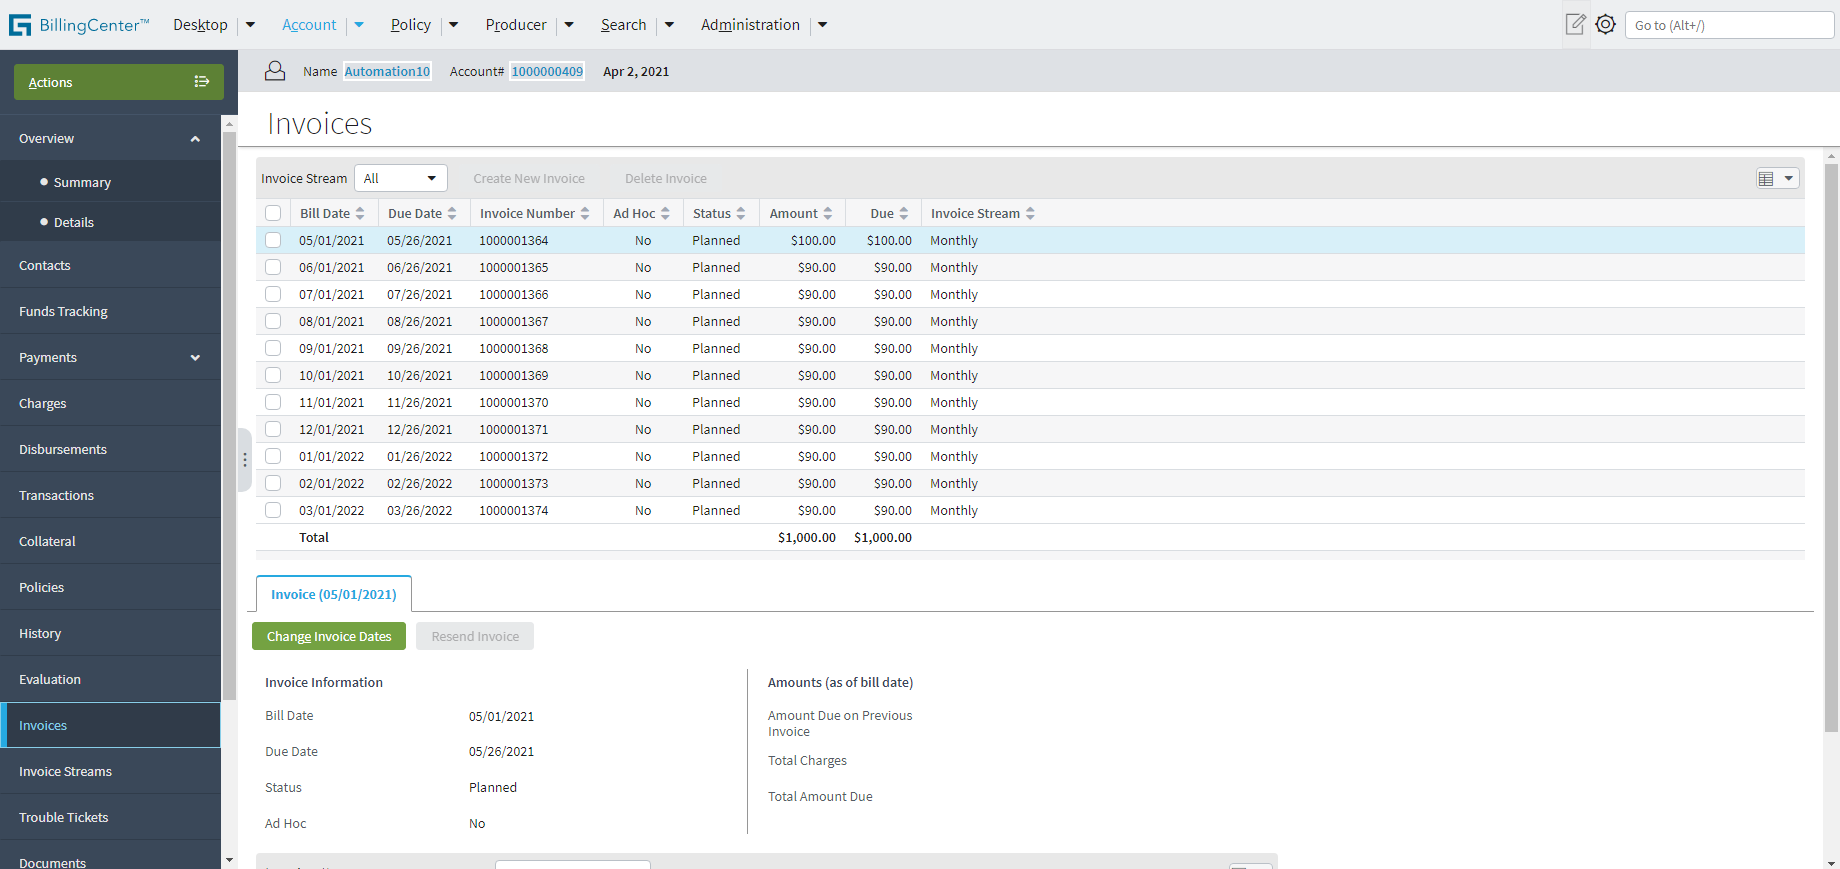 BillingCenter™ Desktop Account Policy Producer Search Administration Go to (Alt+/)
Actions
Name Automation10 Account# 1000000409 Apr 2, 2021
Overview
Summary
Details
Contacts
Funds Tracking
Payments
Charges
Disbursements
Transactions
Collateral
Policies
History
Evaluation
Invoices
Invoice Streams
Trouble Tickets
Documents
Invoices
Invoice Stream All Create New Invoice Delete Invoice
Bill Date Due Date Invoice Number Ad Hoc Status Amount Due Invoice Stream
05/01/2021 05/26/2021 1000001364 No Planned $100.00 $100.00 Monthly
06/01/2021 06/26/2021 1000001365 No Planned $90.00 $90.00 Monthly
07/01/2021 07/26/2021 1000001366 No Planned $90.00 $90.00 Monthly
08/01/2021 08/26/2021 1000001367 No Planned $90.00 $90.00 Monthly
09/01/2021 09/26/2021 1000001368 No Planned $90.00 $90.00 Monthly
10/01/2021 10/26/2021 1000001369 No Planned $90.00 $90.00 Monthly
11/01/2021 11/26/2021 1000001370 No Planned $90.00 $90.00 Monthly
12/01/2021 12/26/2021 1000001371 No Planned $90.00 $90.00 Monthly
01/01/2022 01/26/2022 1000001372 No Planned $90.00 $90.00 Monthly
02/01/2022 02/26/2022 1000001373 No Planned $90.00 $90.00 Monthly
03/01/2022 03/26/2022 1000001374 No Planned $90.00 $90.00 Monthly
Total $1,000.00 $1,000.00
Invoice (05/01/2021)
Change Invoice Dates Resend Invoice
Invoice Information
Bill Date 05/01/2021
Due Date 05/26/2021
Status Planned
Ad Hoc No
Amounts (as of bill date)
Amount Due on Previous
Invoice
Total Charges
Total Amount Due